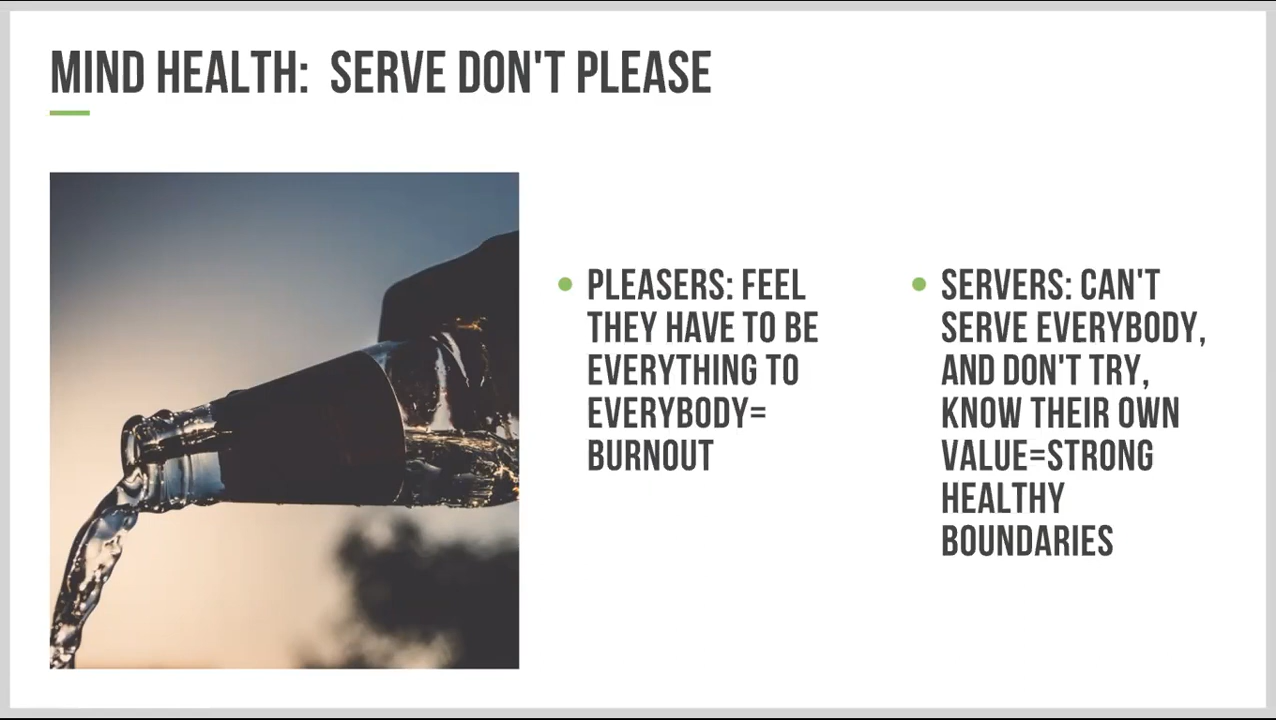 MIND HEALTH: SERVE DON'T PLEASE
PLEASERS: FEEL
THEY HAVE TO BE
EVERYTHING TO
EVERYBODY=
BURNOUT
SERVERS: CAN'T
SERVE EVERYBODY,
AND DON'T TRY,
KNOW THEIR OWN
VALUE=STRONG
HEALTHY
BOUNDARIES